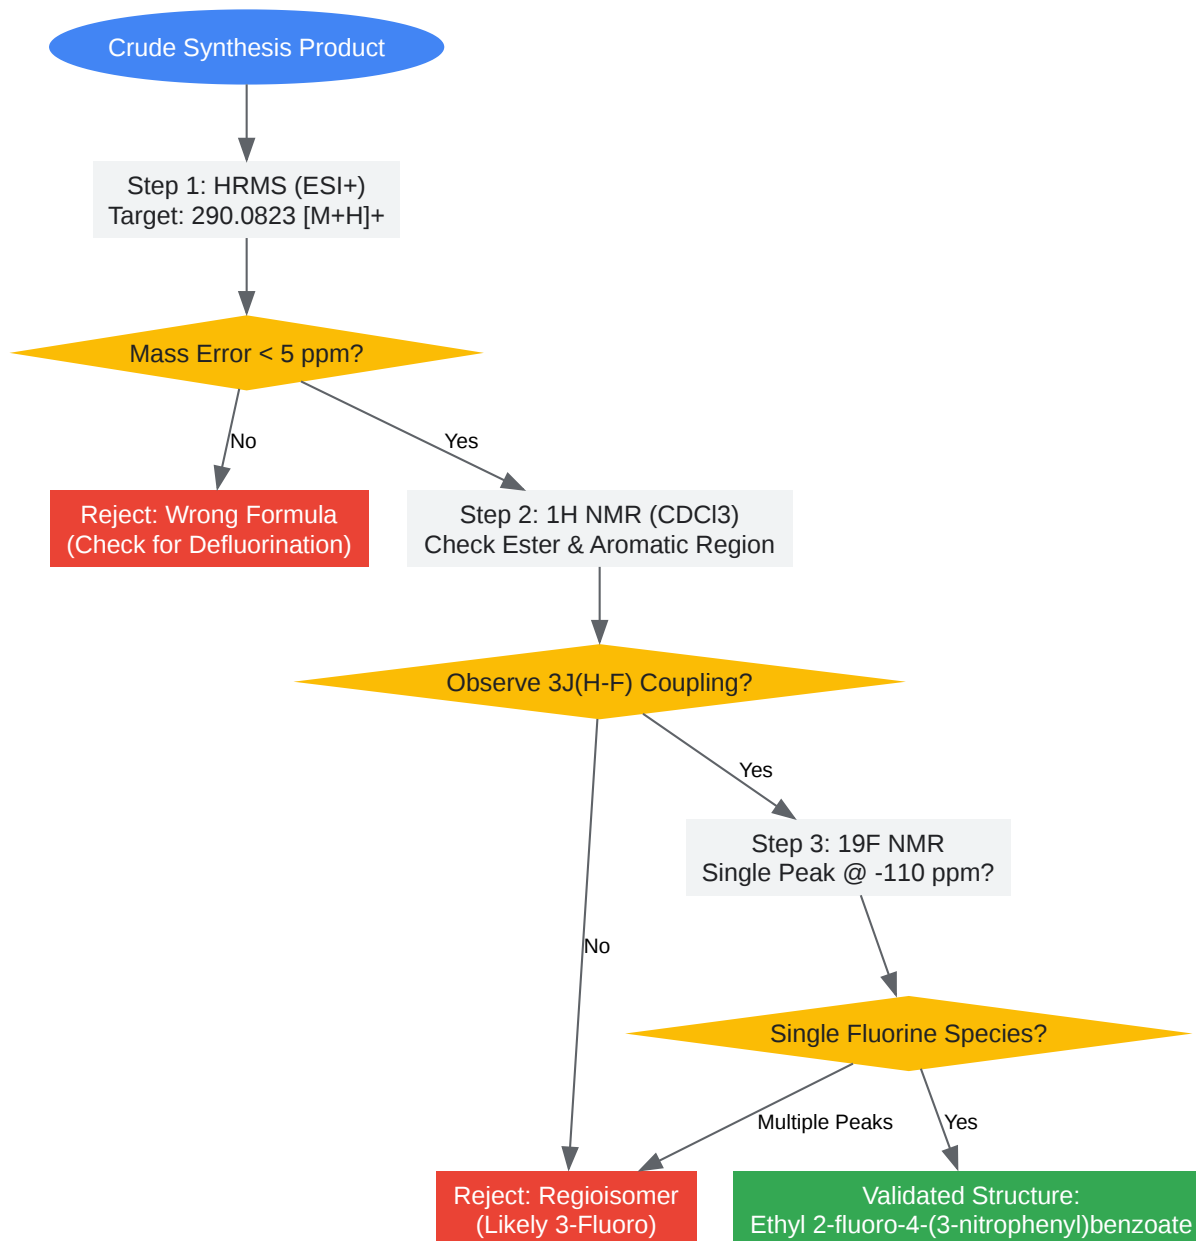 Crude Synthesis Product
Step 1: HRMS (ESI+)
Target: 290.0823 [M+H]+
Mass Error < 5 ppm?
No
Yes
Reject: Wrong Formula
(Check for Defluorination)
Step 2: 1H NMR (CDCl3)
Check Ester & Aromatic Region
Observe 3J(H-F) Coupling?
Yes
Step 3: 19F NMR
Single Peak @ -110 ppm?
No
Single Fluorine Species?
Multiple Peaks
Yes
Reject: Regioisomer
(Likely 3-Fluoro)
Validated Structure:
Ethyl 2-fluoro-4-(3-nitrophenyl)benzoate